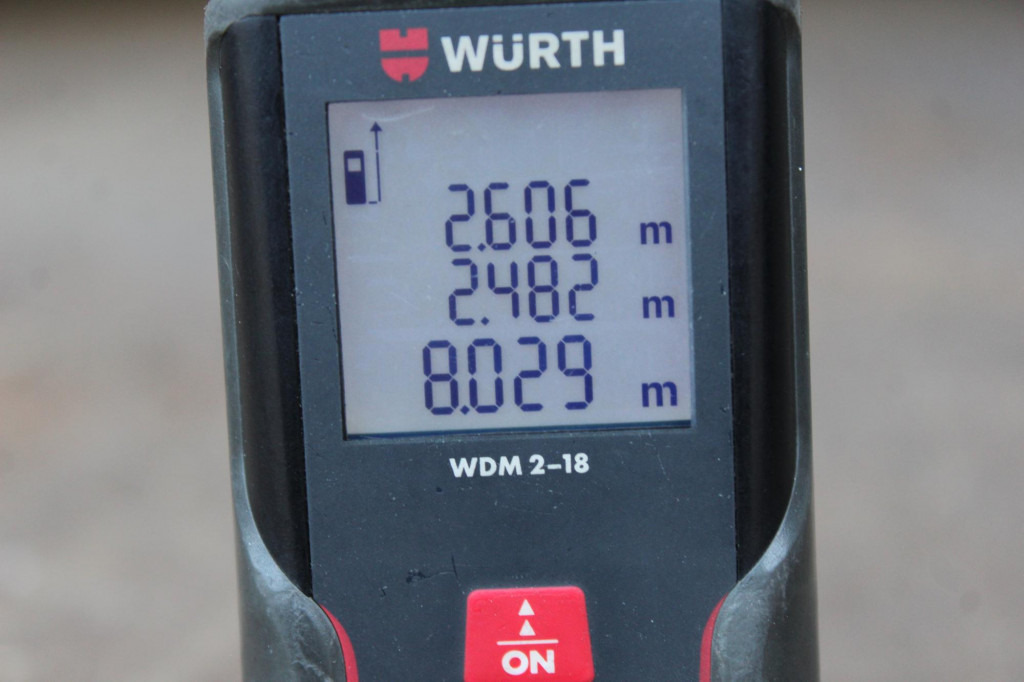 WÜRTH
2.606 m
2.482 m
8.029 m
WDM 2-18
ON